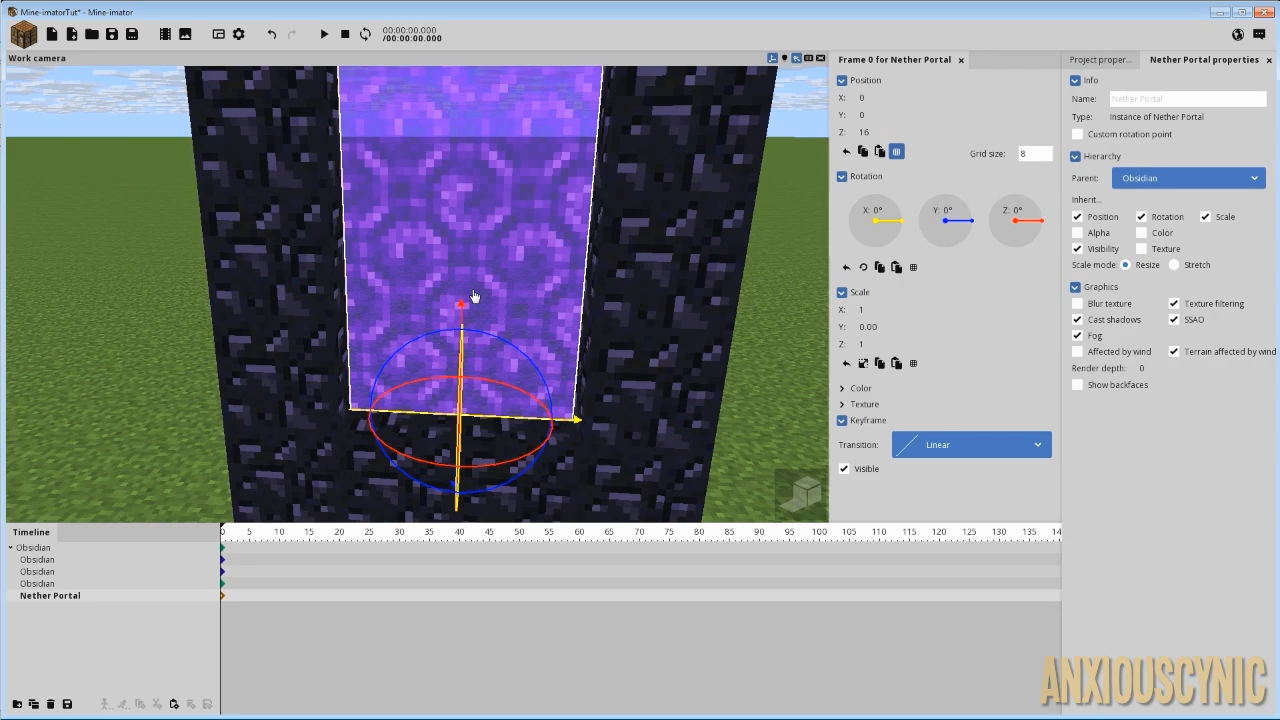 Mine-imatorTut* - Mine-imator
00:00:00.000
/00:00:00.000
Work camera
Frame 0 for Nether Portal
Position
X: 0
Y: 0
Z: 16
Grid size: 8
Rotation
X: 0° Y: 0° Z: 0°
Scale
X: 1
Y: 0.00
Z: 1
Color
Texture
Keyframe
Transition: Linear
Visible
Project proper...
Nether Portal properties
Info
Name: Nether Portal
Type: Instance of Nether Portal
Custom rotation point
Hierarchy
Parent: Obsidian
Inherit...
Position Rotation Scale
Alpha Color
Visibility Texture
Scale mode: Resize Stretch
Graphics
Blur texture Texture filtering
Cast shadows SSAO
Fog
Affected by wind Terrain affected by wind
Render depth: 0
Show backfaces
Timeline
0 5 10 15 20 25 30 35 40 45 50 55 60 65 70 75 80 85 90 95 100 105 110 115 120 125 130 135 14
Obsidian
Obsidian
Obsidian
Obsidian
Nether Portal
ANXIOUSCYNIC